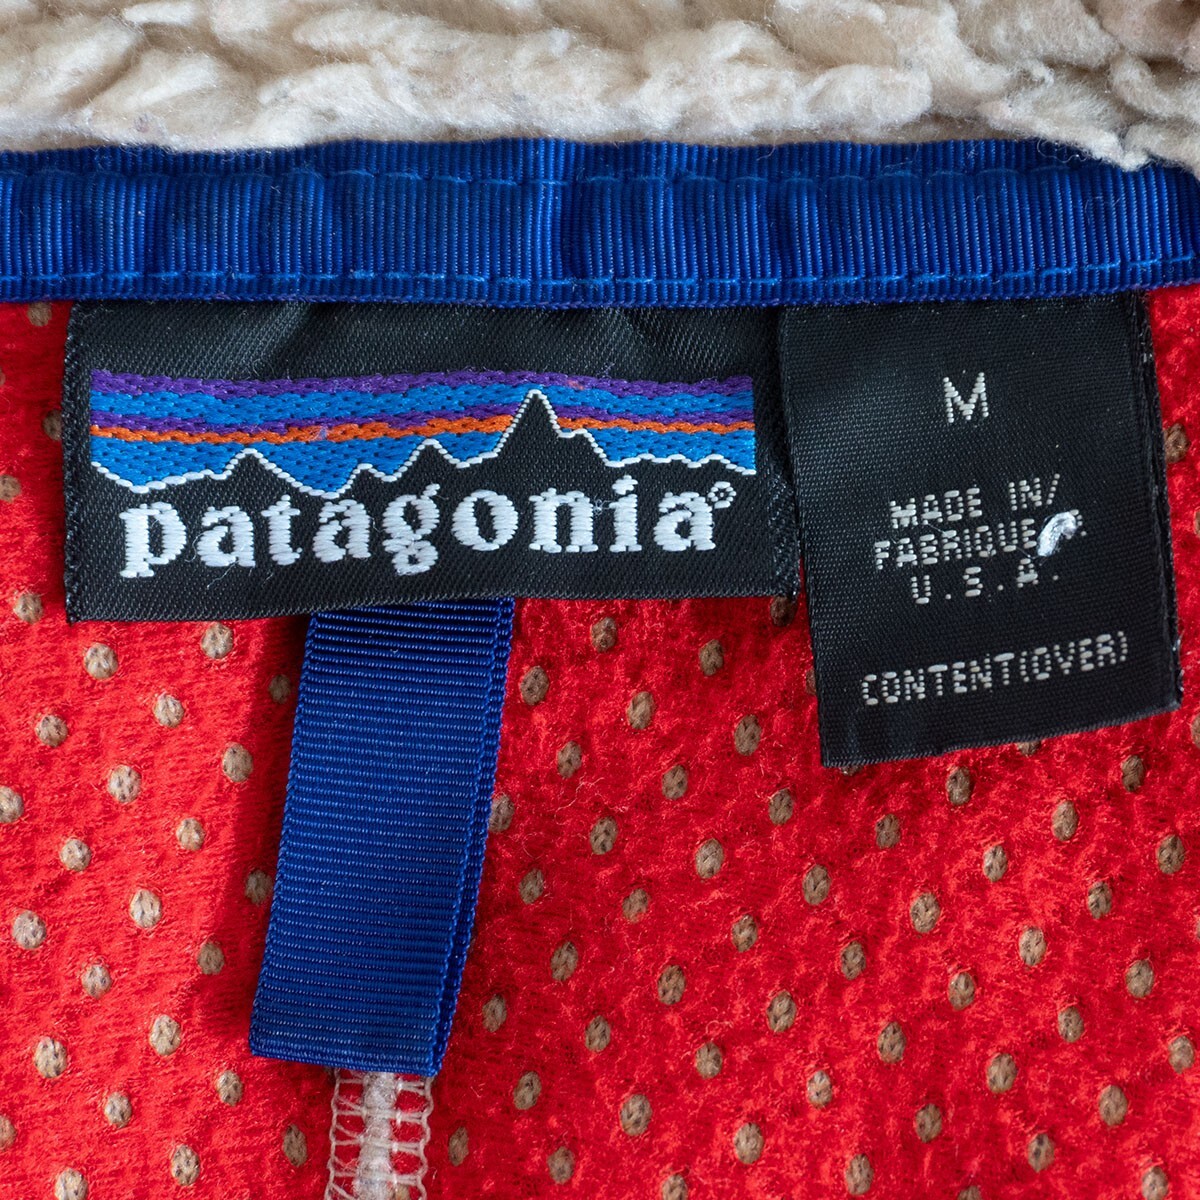 patagonia®
M
MADE IN/
FABRIQUE
U.S.A.
CONTENT(OVER)